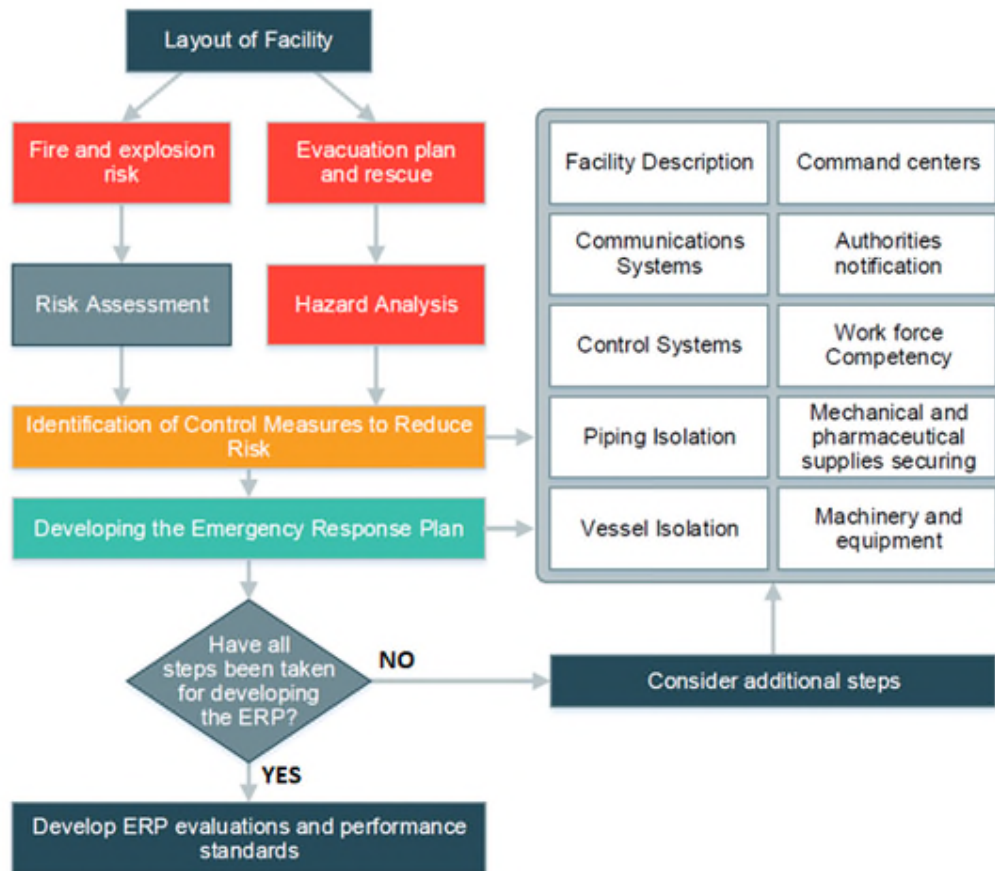 Layout of Facility
Fire and explosion
risk
Evacuation plan
and rescue
Risk Assessment
Hazard Analysis
Identification of Control Measures to Reduce
Risk
Developing the Emergency Response Plan
Have all
steps been taken
for developing
the ERP?
NO
YES
Consider additional steps
Develop ERP evaluations and performance
standards
Facility Description
Command centers
Communications
Systems
Authorities
notification
Control Systems
Work force
Competency
Piping Isolation
Mechanical and
pharmaceutical
supplies securing
Vessel Isolation
Machinery and
equipment